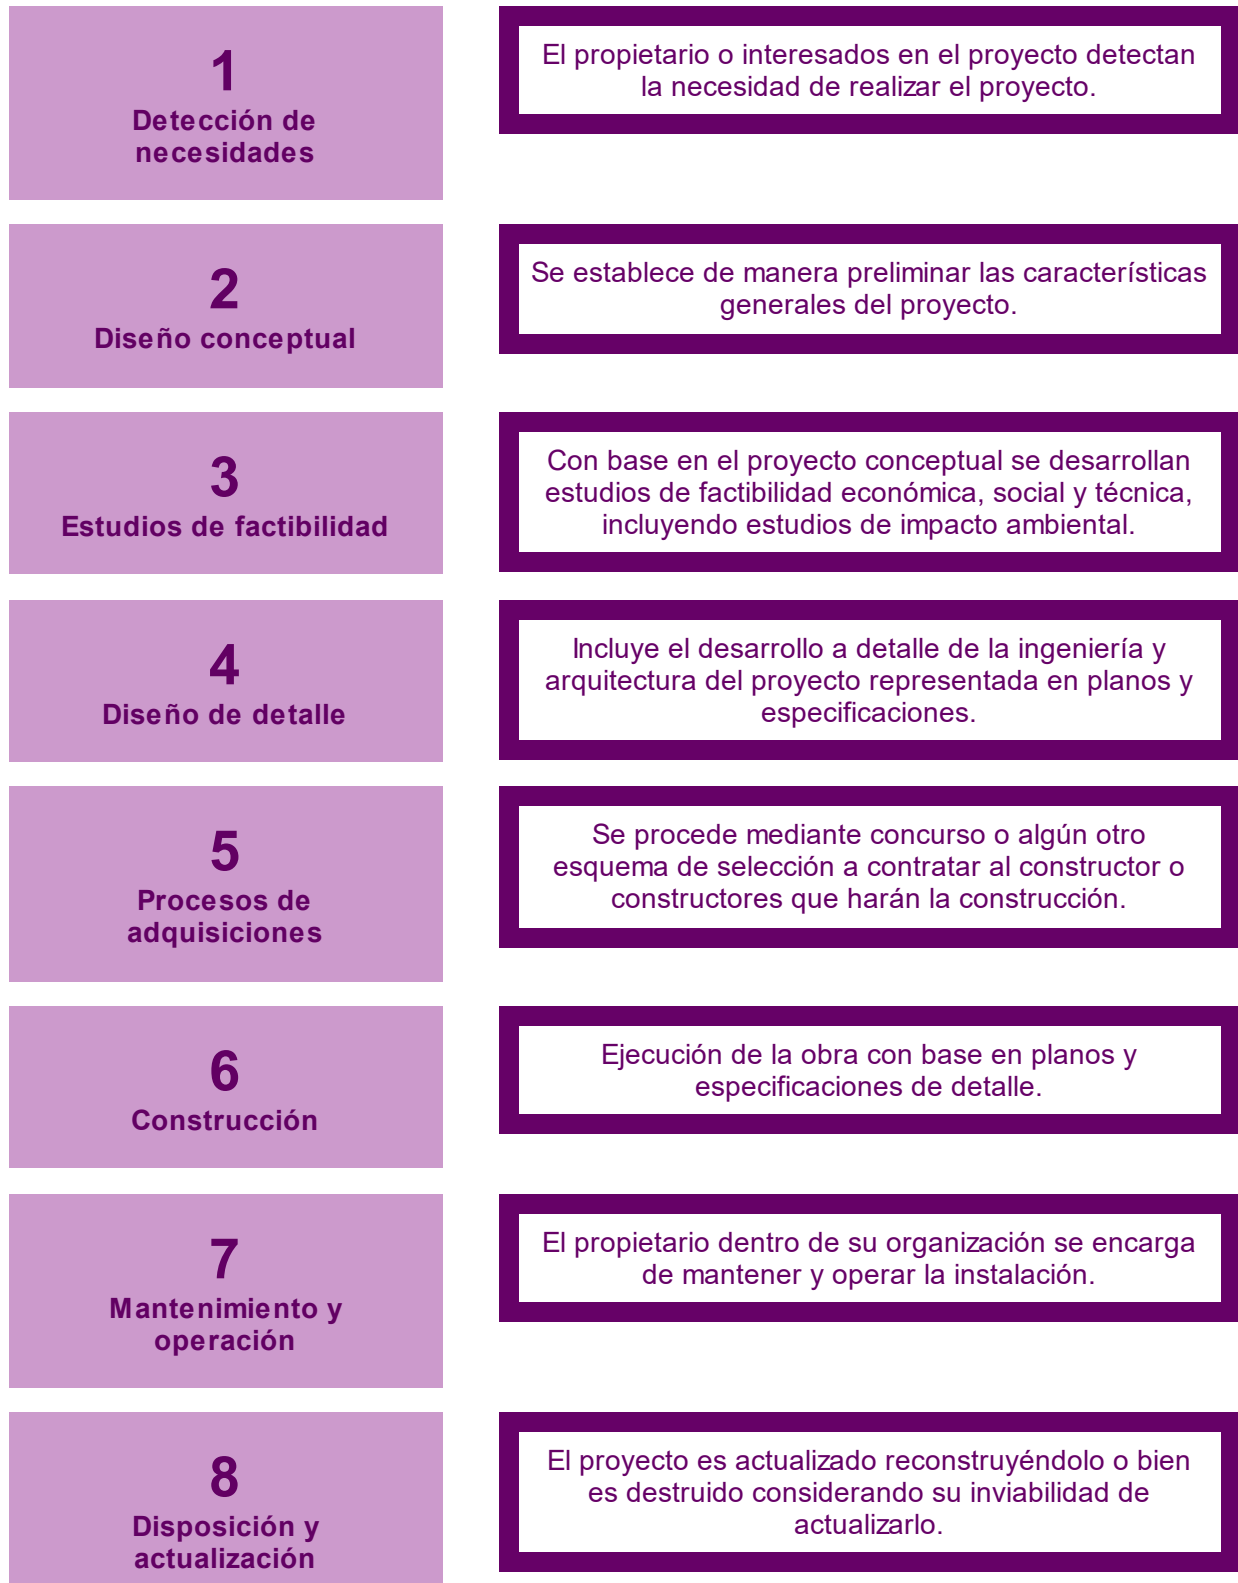 1
Detección de
necesidades
El propietario o interesados en el proyecto detectan
la necesidad de realizar el proyecto.
2
Diseño conceptual
Se establece de manera preliminar las características
generales del proyecto.
3
Estudios de factibilidad
Con base en el proyecto conceptual se desarrollan
estudios de factibilidad económica, social y técnica,
incluyendo estudios de impacto ambiental.
4
Diseño de detalle
Incluye el desarrollo a detalle de la ingeniería y
arquitectura del proyecto representada en planos y
especificaciones.
5
Procesos de
adquisiciones
Se procede mediante concurso o algún otro
esquema de selección a contratar al constructor o
constructores que harán la construcción.
6
Construcción
Ejecución de la obra con base en planos y
especificaciones de detalle.
7
Mantenimiento y
operación
El propietario dentro de su organización se encarga
de mantener y operar la instalación.
8
Disposición y
actualización
El proyecto es actualizado reconstruyéndolo o bien
es destruido considerando su inviabilidad de
actualizarlo.